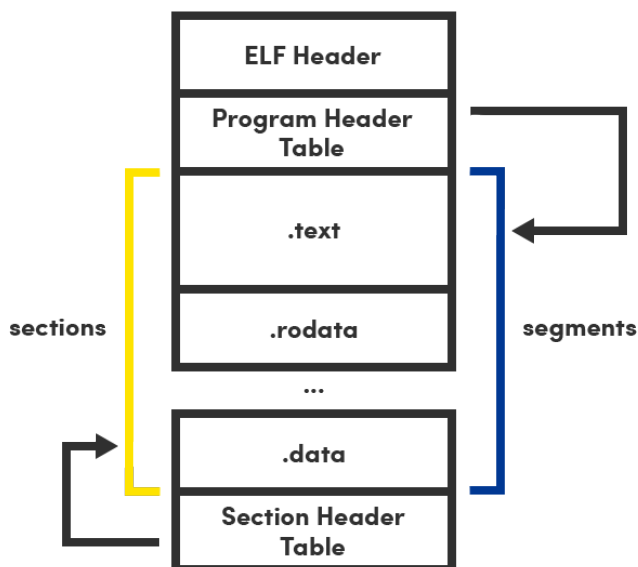 ELF Header
Program Header
Table
.text
.rodata
sections
segments
...
.data
Section Header
Table